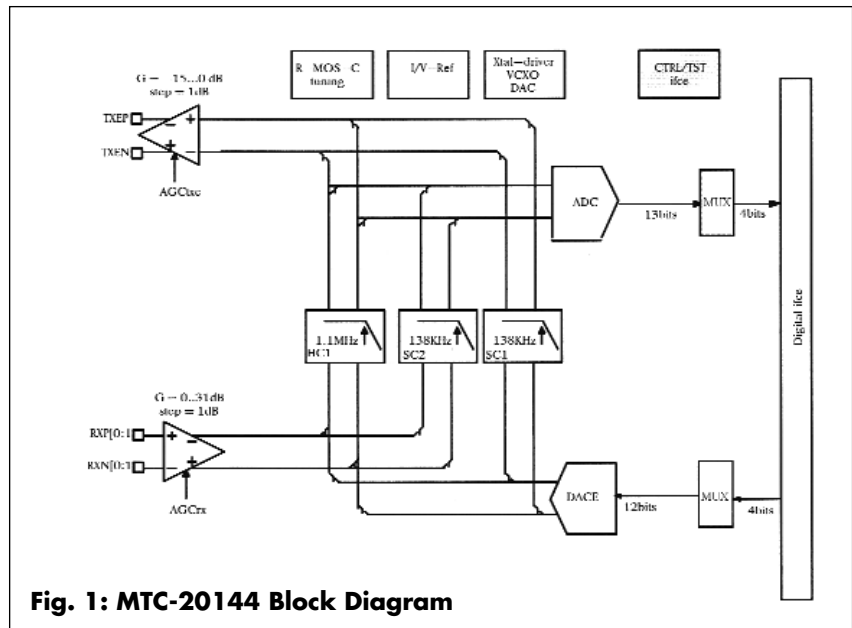 G = -15...0 dB
step = 1dB
R MOS C
tuning
I/V-Ref
Xtal-driver
VCXO
DAC
CTRL/TST
ifce
TXEP
TXEN
AGCtxe
ADC
13bits
MUX
4bits
Digital ifce
1.1MHz
HC1
138KHz
SC2
138KHz
SC1
G = 0..31dB
step = 1dB
RXP[0:1]
RXN[0:1]
AGCrx
DACE
12bits
MUX
4bits
Fig. 1: MTC-20144 Block Diagram